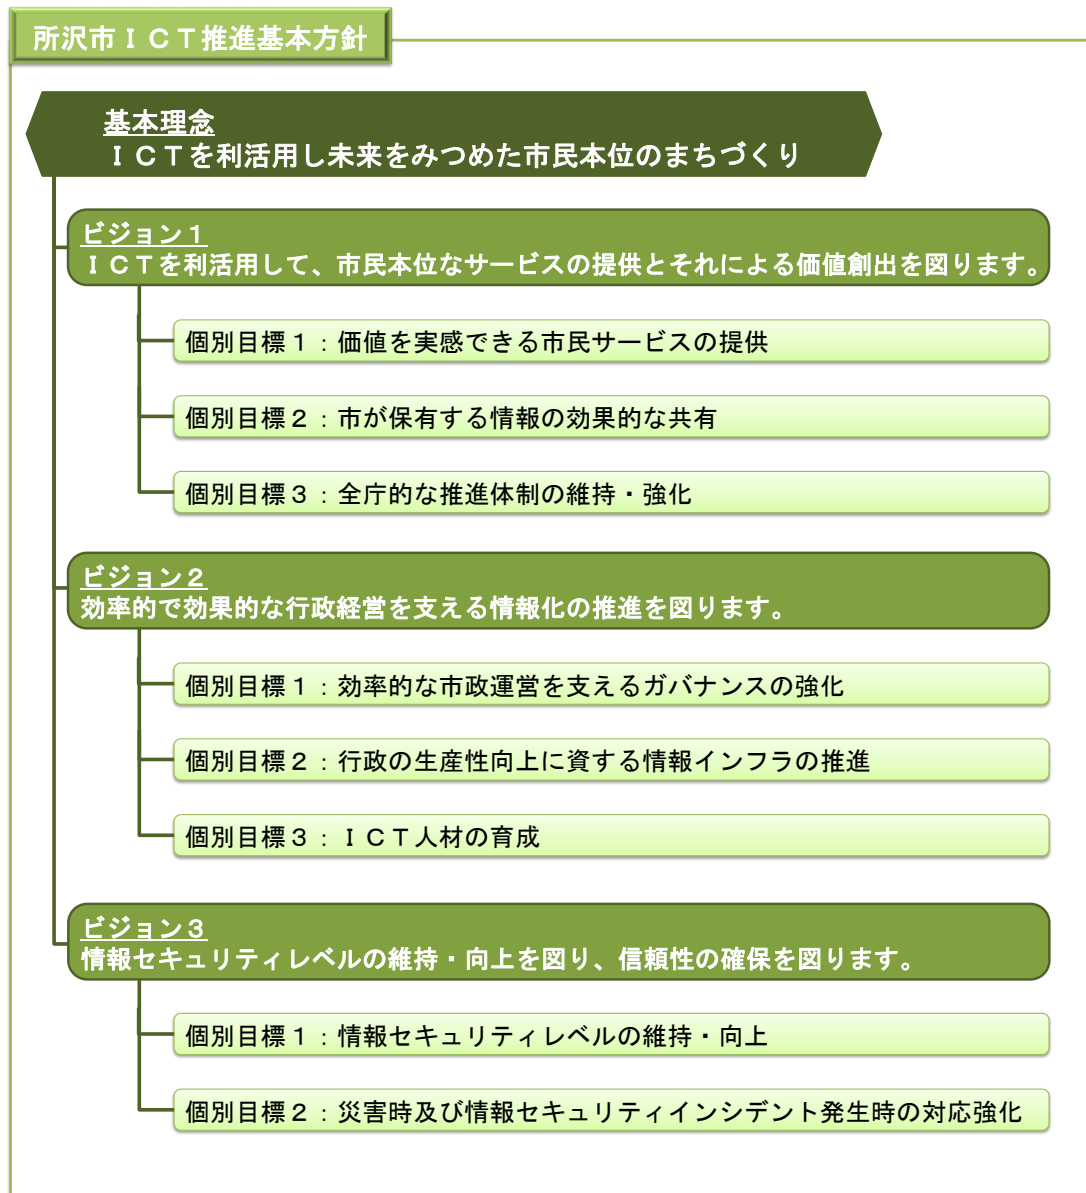 所沢市ＩＣＴ推進基本方針
基本理念
ＩＣＴを利活用し未来をみつめた市民本位のまちづくり
ビジョン１
ＩＣＴを利活用して、市民本位なサービスの提供とそれによる価値創出を図ります。
個別目標１：価値を実感できる市民サービスの提供
個別目標２：市が保有する情報の効果的な共有
個別目標３：全庁的な推進体制の維持・強化
ビジョン２
効率的で効果的な行政経営を支える情報化の推進を図ります。
個別目標１：効率的な市政運営を支えるガバナンスの強化
個別目標２：行政の生産性向上に資する情報インフラの推進
個別目標３：ＩＣＴ人材の育成
ビジョン３
情報セキュリティレベルの維持・向上を図り、信頼性の確保を図ります。
個別目標１：情報セキュリティレベルの維持・向上
個別目標２：災害時及び情報セキュリティインシデント発生時の対応強化